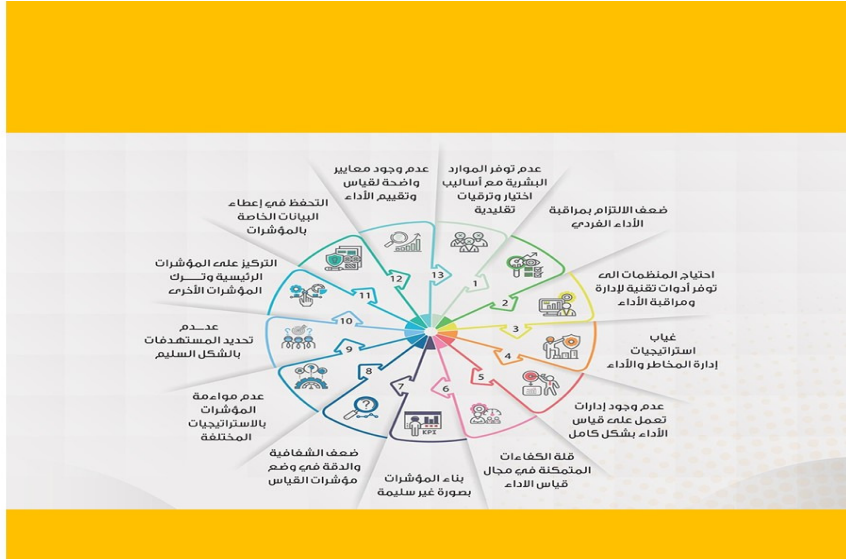 عدم توفر الموارد
البشرية مع أساليب
اختيار وترقيات
تقليدية
ضعف الالتزام بمراقبة
الأداء الفردي
احتياج المنظمات الى
توفر أدوات تقنية لإدارة
ومراقبة الأداء
غياب
استراتيجيات
إدارة المخاطر والأداء
عدم وجود إدارات
تعمل على قياس
الأداء بشكل كامل
قلة الكفاءات
المتمكنة في مجال
قياس الاداء
بناء المؤشرات
بصورة غير سليمة
ضعف الشفافية
والدقة في وضع
مؤشرات القياس
عدم مواءمة
المؤشرات
بالاستراتيجيات
المختلفة
عـــدم
تحديد المستهدفات
بالشكل السليم
التركيز على المؤشرات
الرئيسية وتـــــرك
المؤشرات الأخرى
التحفظ في إعطاء
البيانات الخاصة
بالمؤشرات
عدم وجود معايير
واضحة لقياس
وتقييم الأداء
1
2
3
4
5
6
7
8
9
10
11
12
13
KPI